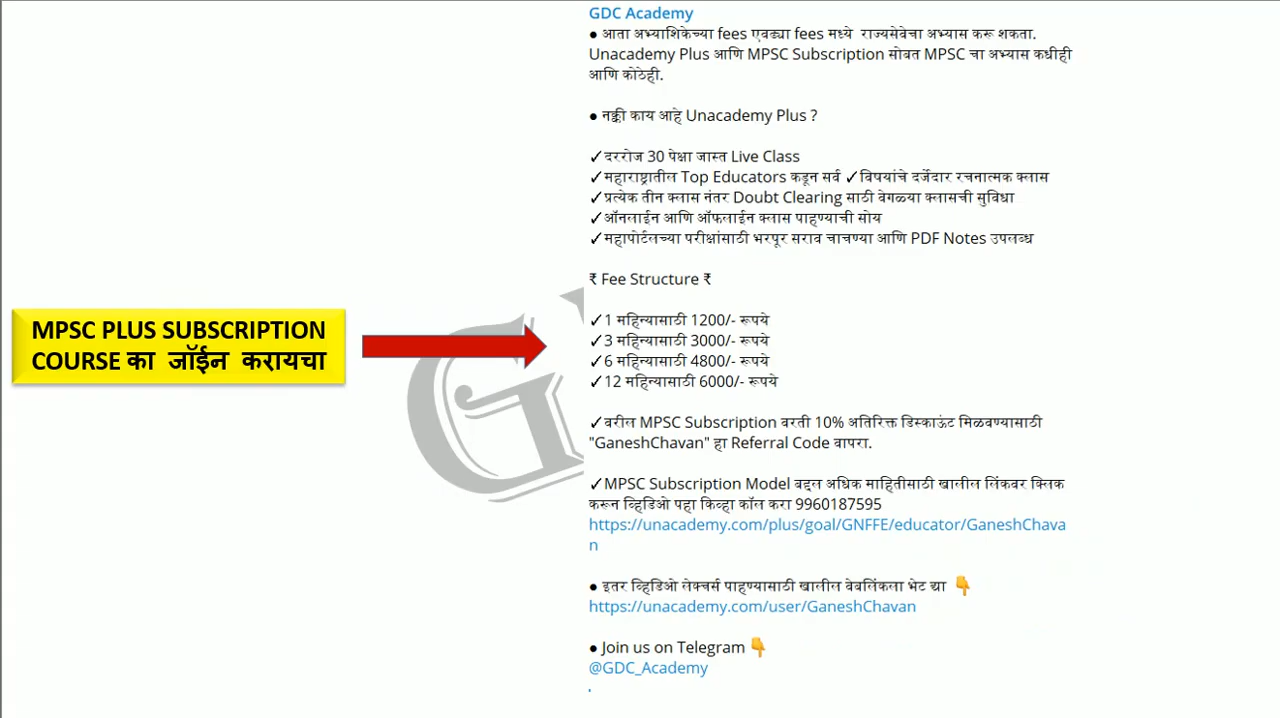 GDC Academy
● आता अभ्याशिकेच्या fees एवढ्या fees मध्ये राज्यसेवेचा अभ्यास करू शकता.
Unacademy Plus आणि MPSC Subscription सोबत MPSC चा अभ्यास कधीही
आणि कोठेही.
● नक्की काय आहे Unacademy Plus ?
✓दररोज 30 पेक्षा जास्त Live Class
✓महाराष्ट्रातील Top Educators कडून सर्व ✓विषयांचे दर्जेदार रचनात्मक क्लास
✓प्रत्येक तीन क्लास नंतर Doubt Clearing साठी वेगळ्या क्लासची सुविधा
✓ऑनलाईन आणि ऑफलाईन क्लास पाहण्याची सोय
✓महापोर्टलच्या परीक्षांसाठी भरपूर सराव चाचण्या आणि PDF Notes उपलब्ध
₹ Fee Structure ₹
✓1 महिन्यासाठी 1200/- रूपये
✓3 महिन्यासाठी 3000/- रूपये
✓6 महिन्यासाठी 4800/- रूपये
✓12 महिन्यासाठी 6000/- रूपये
MPSC PLUS SUBSCRIPTION
COURSE का जॉईन करायचा
✓वरील MPSC Subscription वरती 10% अतिरिक्त डिस्काऊंट मिळवण्यासाठी
"GaneshChavan" हा Referral Code वापरा.
✓MPSC Subscription Model बद्दल अधिक माहितीसाठी खालील लिंकवर क्लिक
करून व्हिडिओ पहा किव्हा कॉल करा 9960187595
https://unacademy.com/plus/goal/GNFFE/educator/GaneshChava
n
● इतर व्हिडिओ लेक्चर्स पाहण्यासाठी खालील वेबलिंकला भेट द्या 👇
https://unacademy.com/user/GaneshChavan
● Join us on Telegram 👇
@GDC_Academy
.